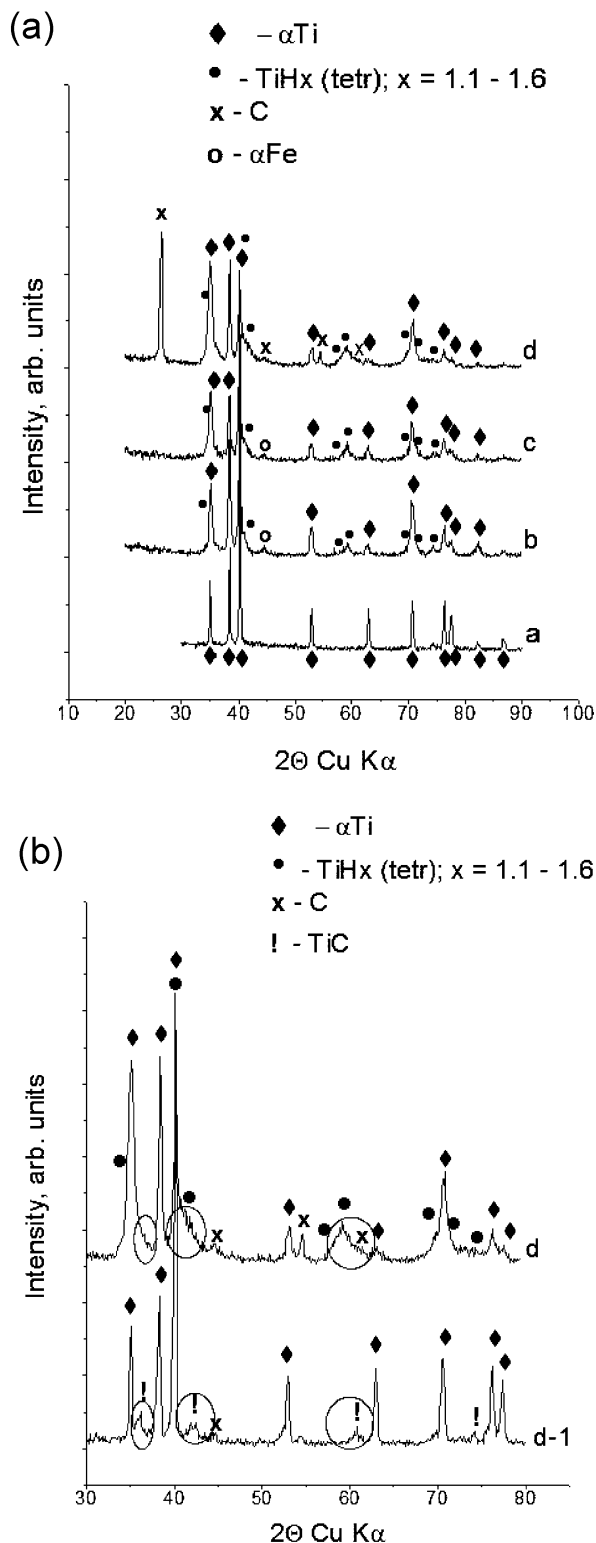 (a)
♦ – αTi
● - TiHx (tetr); x = 1.1 - 1.6
x - C
o - αFe
Intensity, arb. units
x
x
x
d
o
c
o
b
a
10 20 30 40 50 60 70 80 90 100
2Θ Cu Kα
(b)
♦ – αTi
● - TiHx (tetr); x = 1.1 - 1.6
x - C
! - TiC
Intensity, arb. units
x
x
x
d
!
!
x
!
!
d-1
30 40 50 60 70 80
2Θ Cu Kα